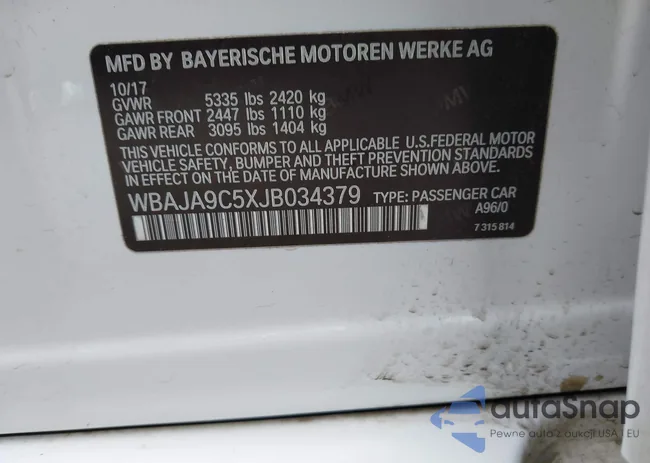 MFD BY BAYERISCHE MOTOREN WERKE AG
10/17
GVWR 5335 lbs 2420 kg
GAWR FRONT 2447 lbs 1110 kg
GAWR REAR 3095 lbs 1404 kg
THIS VEHICLE CONFORMS TO ALL APPLICABLE U.S.FEDERAL MOTOR
VEHICLE SAFETY, BUMPER AND THEFT PREVENTION STANDARDS
IN EFFECT ON THE DATE OF MANUFACTURE SHOWN ABOVE.
WBAJA9C5XJB034379 TYPE: PASSENGER CAR
A96/0
7 315 814
autoSnap
Pewne auto z aukcji USA i EU